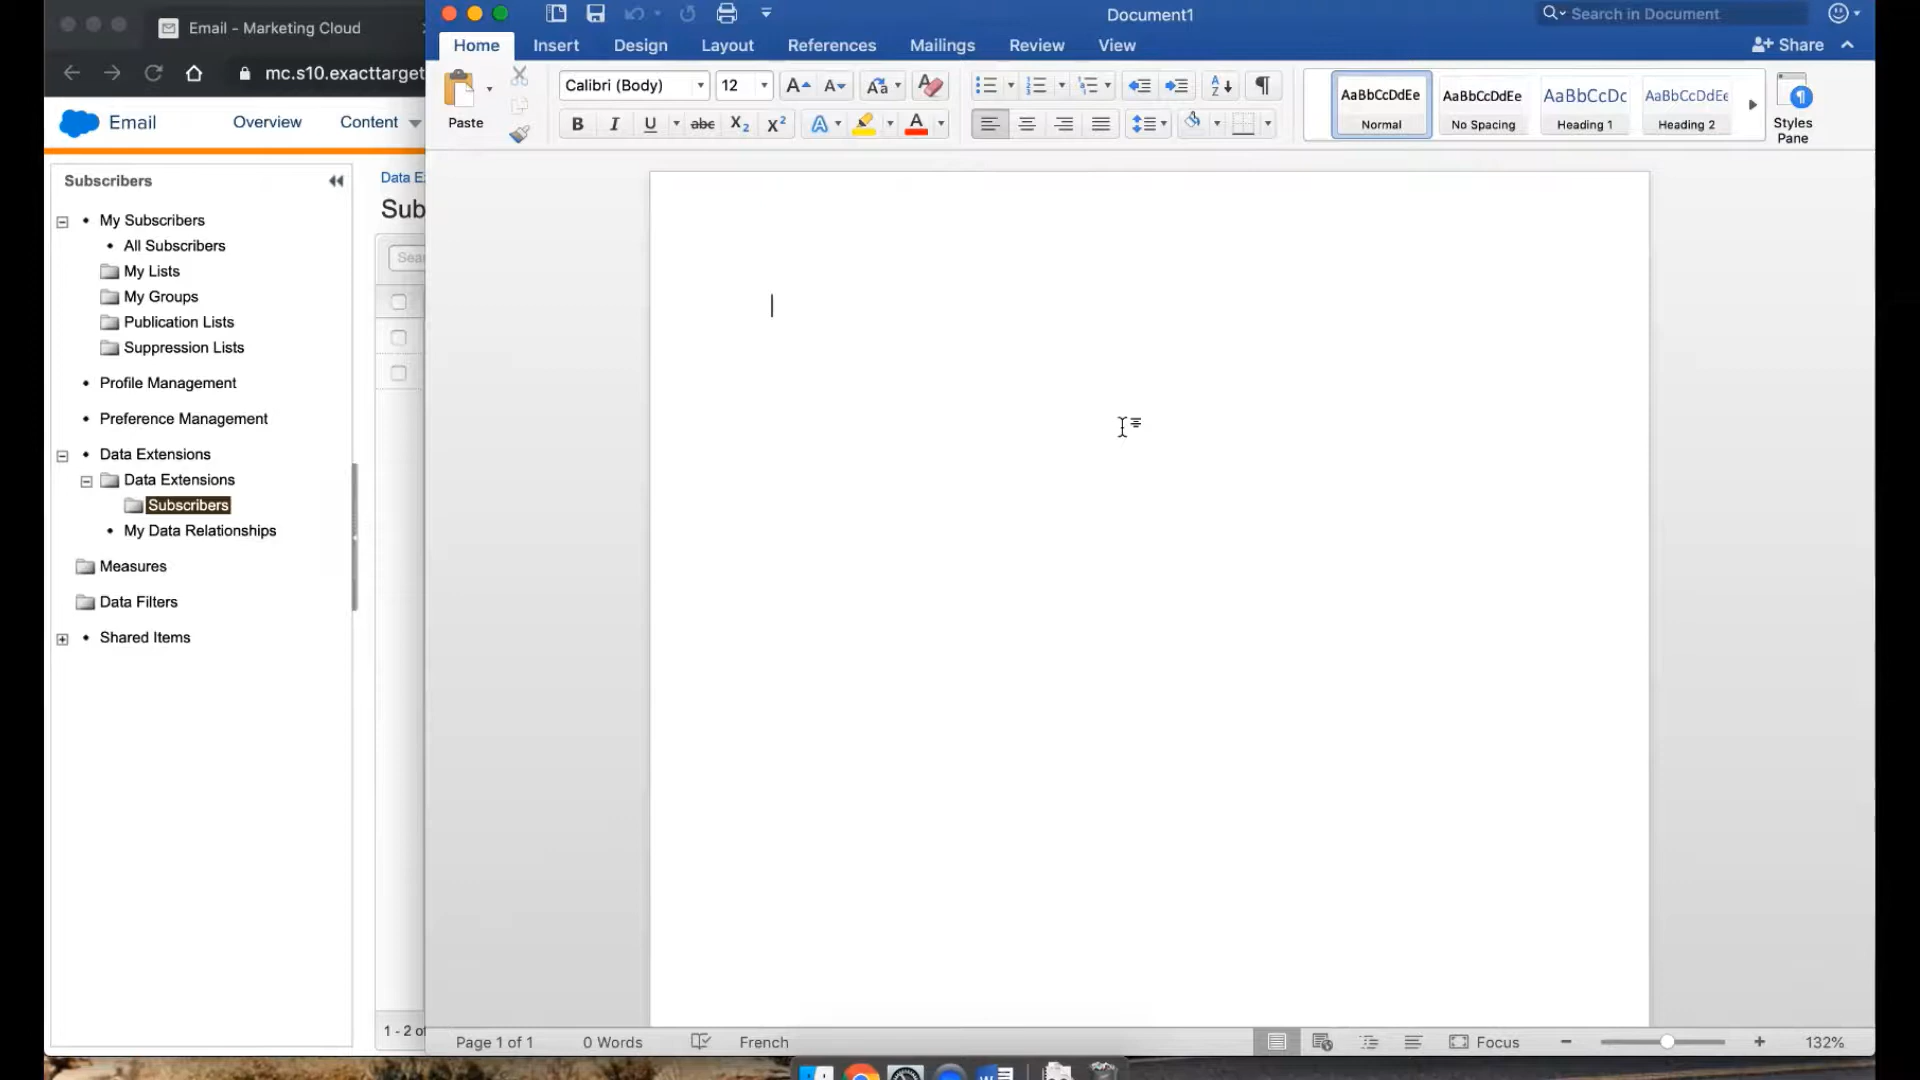 Email - Marketing Cloud
mc.s10.exacttarget
Email
Overview
Content
Subscribers
My Subscribers
All Subscribers
My Lists
My Groups
Publication Lists
Suppression Lists
Profile Management
Preference Management
Data Extensions
Data Extensions
Subscribers
My Data Relationships
Measures
Data Filters
Shared Items
Data E
Sub
Sea
1 - 2 o
Document1
Search in Document
Home
Insert
Design
Layout
References
Mailings
Review
View
Share
Paste
Calibri (Body)
12
AaBbCcDdEe
Normal
AaBbCcDdEe
No Spacing
AaBbCcDc
Heading 1
AaBbCcDdEe
Heading 2
Styles
Pane
Page 1 of 1
0 Words
French
Focus
132%